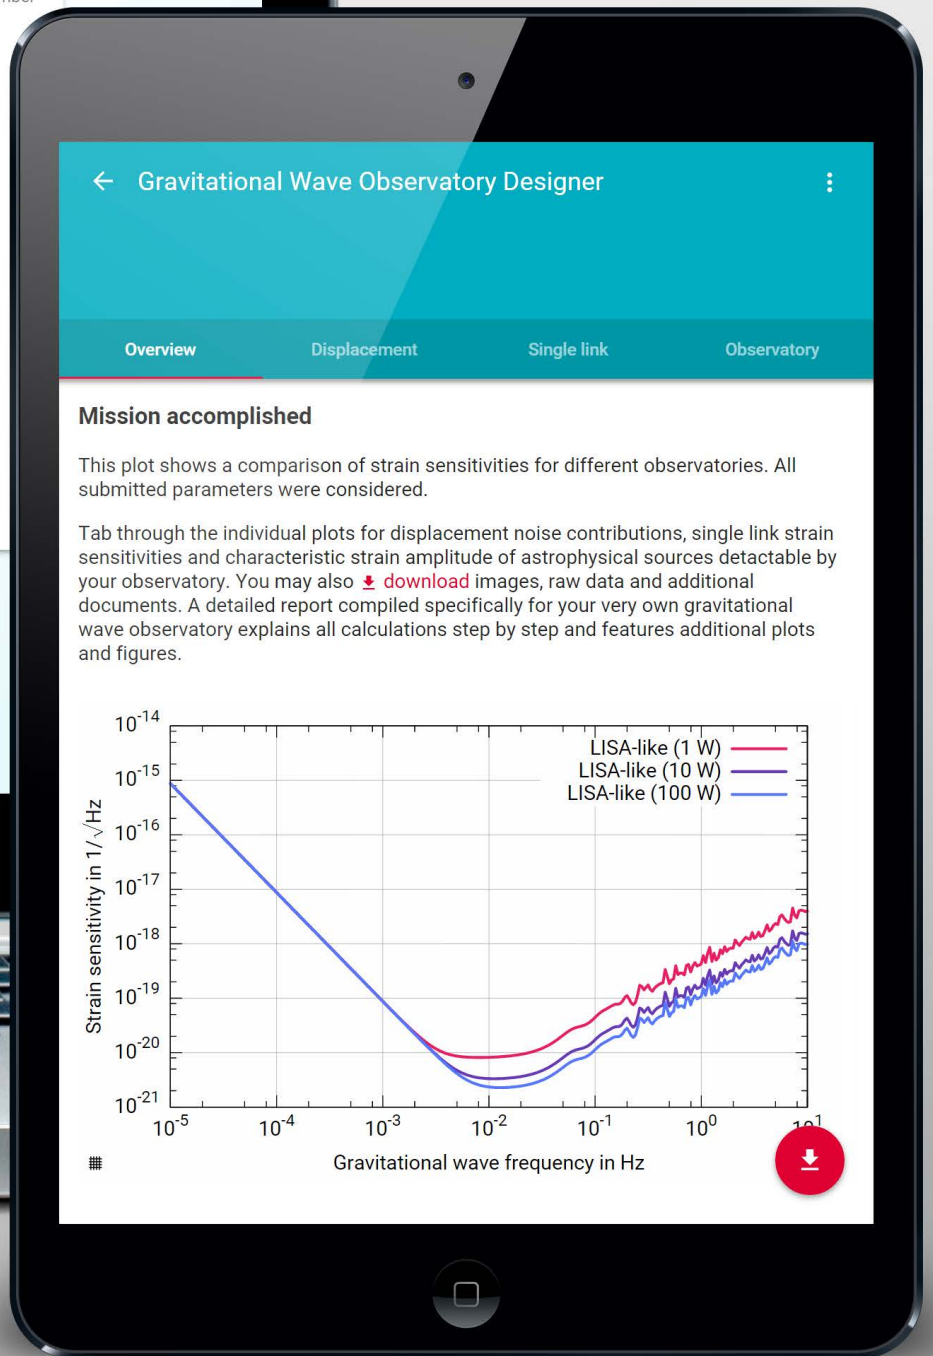 Gravitational Wave Observatory Designer
Overview Displacement Single link Observatory
Mission accomplished
This plot shows a comparison of strain sensitivities for different observatories. All
submitted parameters were considered.
Tab through the individual plots for displacement noise contributions, single link strain
sensitivities and characteristic strain amplitude of astrophysical sources detactable by
your observatory. You may also download images, raw data and additional
documents. A detailed report compiled specifically for your very own gravitational
wave observatory explains all calculations step by step and features additional plots
and figures.
10^-14
LISA-like (1 W)
LISA-like (10 W)
LISA-like (100 W)
10^-15
10^-16
10^-17
10^-18
10^-19
10^-20
10^-21
Strain sensitivity in 1/√Hz
10^-5 10^-4 10^-3 10^-2 10^-1 10^0 10^1
Gravitational wave frequency in Hz